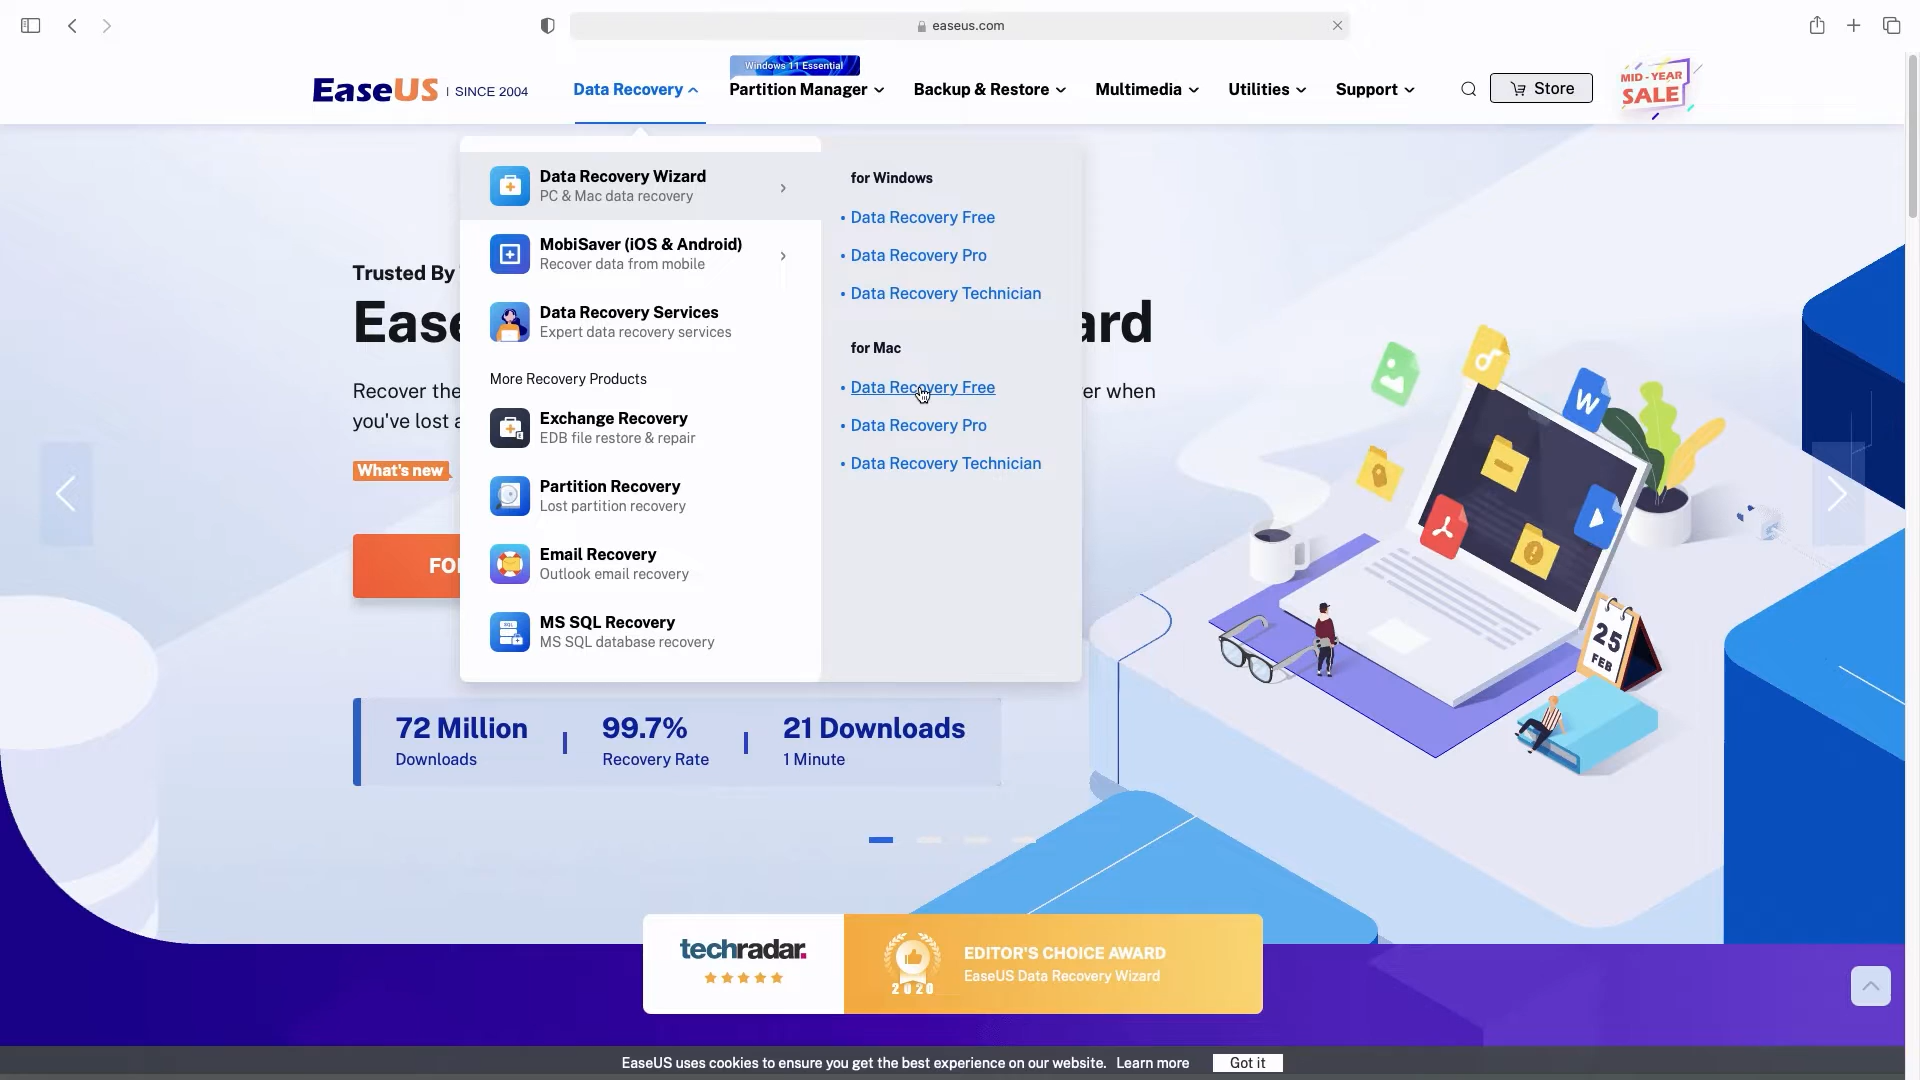 easeus.com
EaseUS | SINCE 2004
Data Recovery
Windows 11 Essential
Partition Manager
Backup & Restore
Multimedia
Utilities
Support
Store
MID-YEAR
SALE
Data Recovery Wizard
PC & Mac data recovery
MobiSaver (iOS & Android)
Recover data from mobile
Data Recovery Services
Expert data recovery services
More Recovery Products
Exchange Recovery
EDB file restore & repair
Partition Recovery
Lost partition recovery
Email Recovery
Outlook email recovery
MS SQL Recovery
MS SQL database recovery
for Windows
• Data Recovery Free
• Data Recovery Pro
• Data Recovery Technician
for Mac
• Data Recovery Free
• Data Recovery Pro
• Data Recovery Technician
Trusted By
Ease
ard
Recover the
er when
you've lost a
What's new
FO
W
25
FEB
72 Million
Downloads
99.7%
Recovery Rate
21 Downloads
1 Minute
techradar.
2020
EDITOR'S CHOICE AWARD
EaseUS Data Recovery Wizard
EaseUS uses cookies to ensure you get the best experience on our website. Learn more
Got it